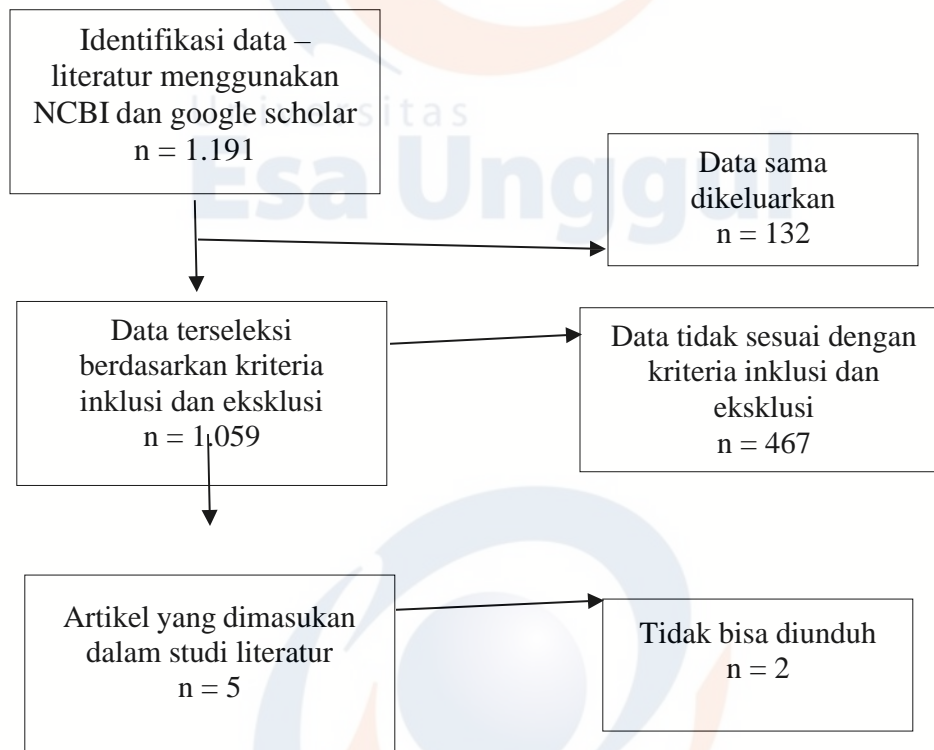 Identifikasi data –
literatur menggunakan
NCBI dan google scholar
n = 1.191
Universitas
Esa Unggul
Data sama
dikeluarkan
n = 132
Data terseleksi
berdasarkan kriteria
inklusi dan eksklusi
n = 1.059
Data tidak sesuai dengan
kriteria inklusi dan
eksklusi
n = 467
Artikel yang dimasukan
dalam studi literatur
n = 5
Tidak bisa diunduh
n = 2